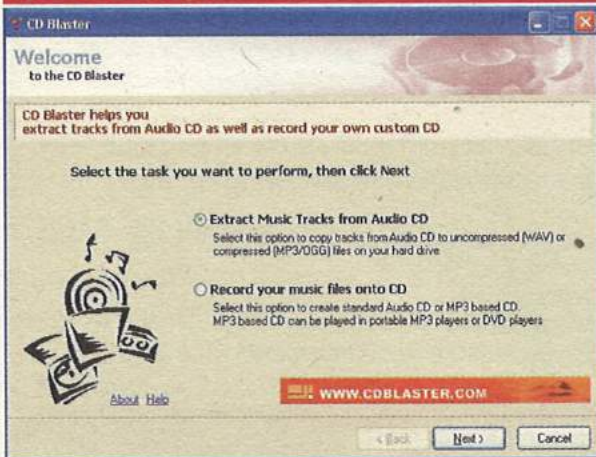 CD Blaster
Welcome
to the CD Blaster
CD Blaster helps you
extract tracks from Audio CD as well as record your own custom CD
Select the task you want to perform, then click Next
Extract Music Tracks from Audio CD
Select this option to copy tracks from Audio CD to uncompressed (WAV) or
compressed (MP3/OGG) files on your hard drive
Record your music files onto CD
Select this option to create standard Audio CD or MP3 based CD.
MP3 based CD can be played in portable MP3 players or DVD players
About Help
WWW.CDBLASTER.COM
< Back Next > Cancel